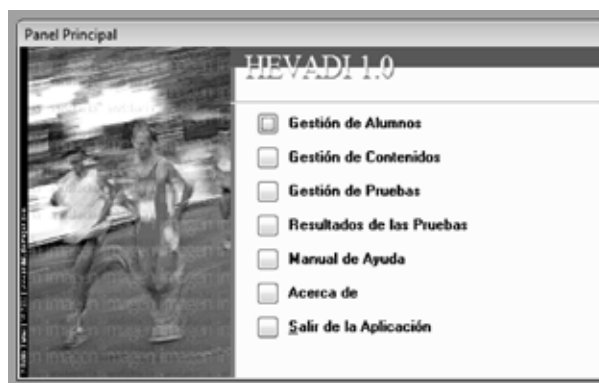 Panel Principal
HEVADI 1.0
Gestión de Alumnos
Gestión de Contenidos
Gestión de Pruebas
Resultados de las Pruebas
Manual de Ayuda
Acerca de
Salir de la Aplicación